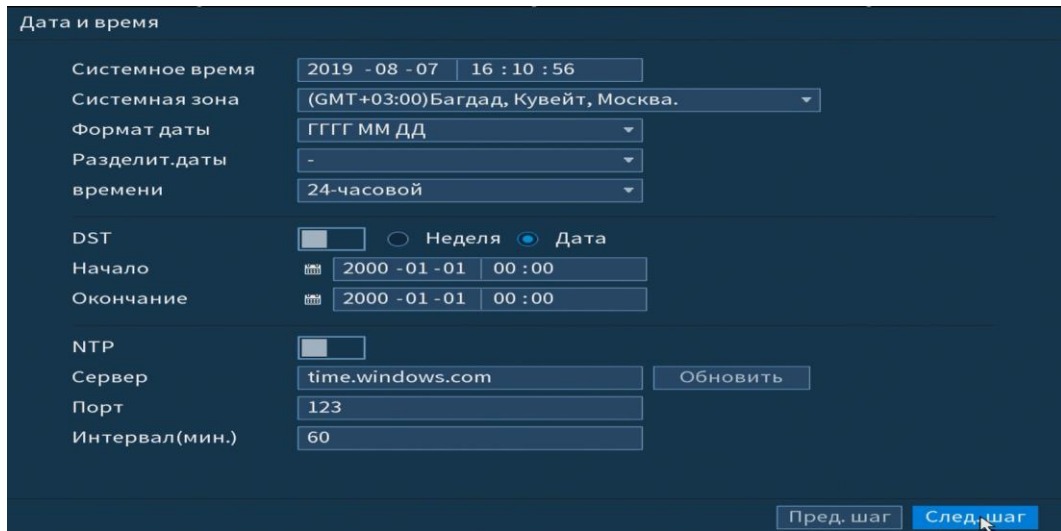 Дата и время
Системное время 2019 - 08 - 07 16 : 10 : 56
Системная зона (GMT+03:00)Багдад, Кувейт, Москва.
Формат даты ГГГГ ММ ДД
Разделит.даты -
времени 24-часовой
DST Неделя Дата
Начало 2000 - 01 - 01 00 : 00
Окончание 2000 - 01 - 01 00 : 00
NTP
Сервер time.windows.com Обновить
Порт 123
Интервал(мин.) 60
Пред. шаг След. шаг